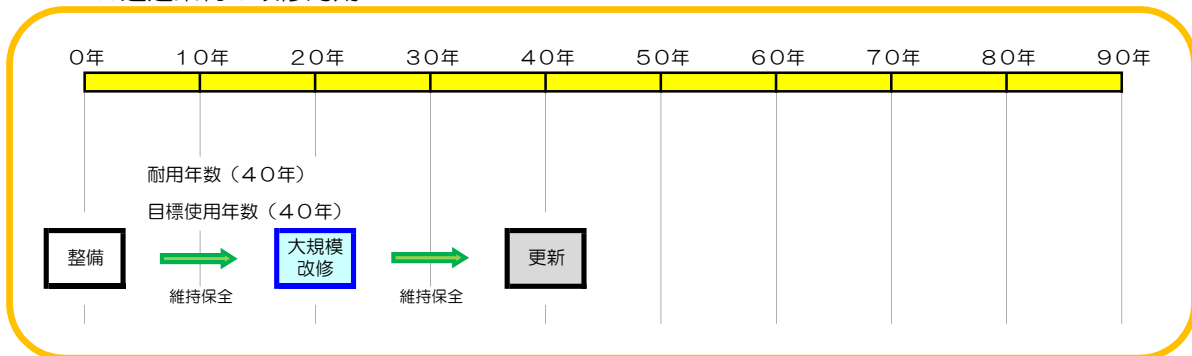 ０年 １０年 ２０年 ３０年 ４０年 ５０年 ６０年 ７０年 ８０年 ９０年
耐用年数（４０年）
目標使用年数（４０年）
整備
大規模
改修
更新
維持保全
維持保全